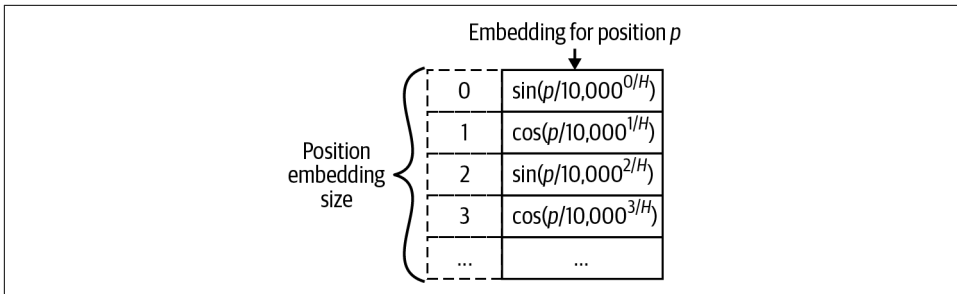 Embedding for position p
0 sin(p/10,000^0/H)
1 cos(p/10,000^1/H)
Position
embedding
size
2 sin(p/10,000^2/H)
3 cos(p/10,000^3/H)
... ...